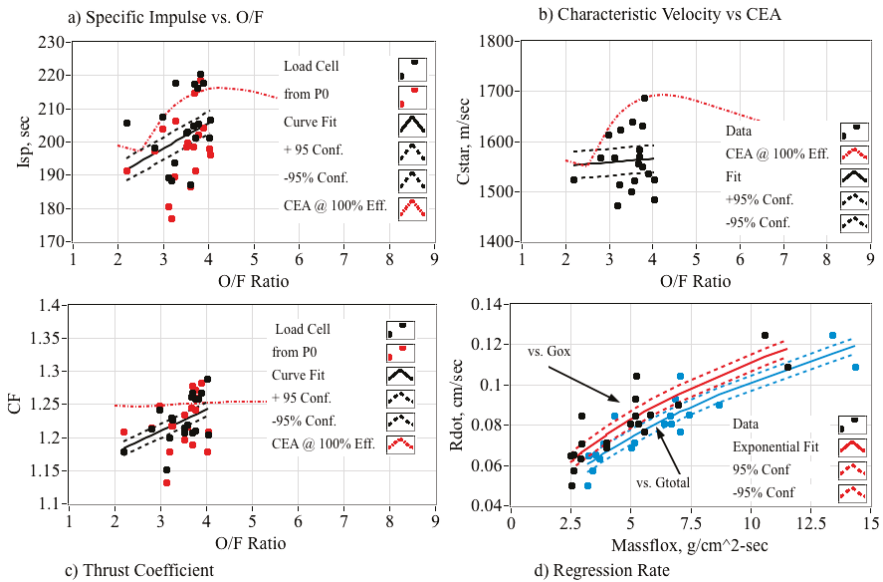 a) Specific Impulse vs. O/F
230
220
210
200
190
180
170
Isp, sec
Load Cell
from P0
Curve Fit
+ 95 Conf.
-95% Conf.
CEA @ 100% Eff.
1 2 3 4 5 6 7 8 9
O/F Ratio
b) Characteristic Velocity vs CEA
1800
1700
1600
1500
1400
Cstar, m/sec
Data
CEA @ 100% Eff.
Fit
+95% Conf.
-95% Conf.
1 2 3 4 5 6 7 8 9
O/F Ratio
1.4
1.3
1.25
1.2
1.15
1.1
CF
Load Cell
from P0
Curve Fit
+ 95 Conf.
-95% Conf.
CEA @ 100% Eff.
1 2 3 4 5 6 7 8 9
O/F Ratio
c) Thrust Coefficient
0.14
0.12
0.1
0.08
0.06
0.04
Rdot, cm/sec
vs. Gox
vs. Gtotal
Data
Exponential Fit
95% Conf
-95% Conf
0 2.5 5 7.5 10 12.5 15
Massflox, g/cm^2-sec
d) Regression Rate